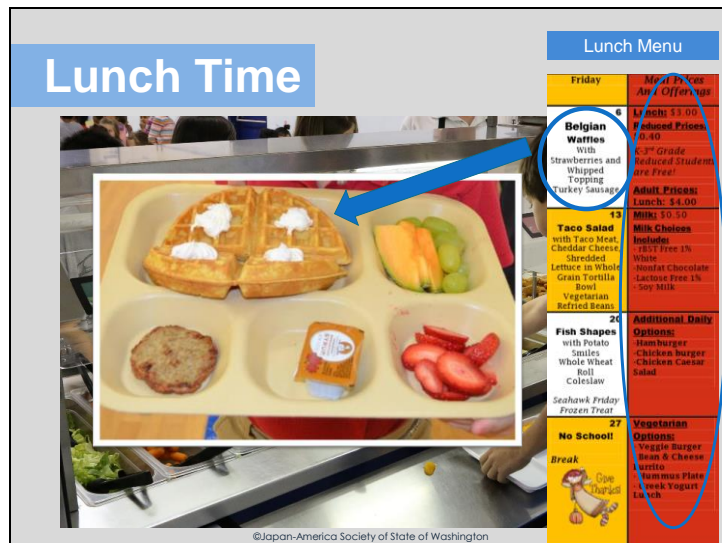 Lunch Menu
Lunch Time
Friday
6
Belgian
Waffles
With
Strawberries and
Whipped
Topping
Turkey Sausage
13
Taco Salad
with Taco Meat,
Cheddar Cheese,
Shredded
Lettuce in Whole
Grain Tortilla
Bowl
Vegetarian
Refried Beans
20
Fish Shapes
with Potato
Smiles
Whole Wheat
Roll
Coleslaw
Seahawk Friday
Frozen Treat
27
No School!
Break
Give
Thanks!
Meal Prices
And Offerings
Lunch: $3.00
Reduced Prices:
$0.40
K-3rd Grade
Reduced Students
are Free!
Adult Prices:
Lunch: $4.00
Milk: $0.50
Milk Choices
Include:
- rBST Free 1%
White
-Nonfat Chocolate
-Lactose Free 1%
- Soy Milk
Additional Daily
Options:
-Hamburger
-Chicken burger
-Chicken Caesar
Salad
Vegetarian
Options:
- Veggie Burger
- Bean & Cheese
Burrito
- Hummus Plate
- Greek Yogurt
Lunch
©Japan-America Society of State of Washington